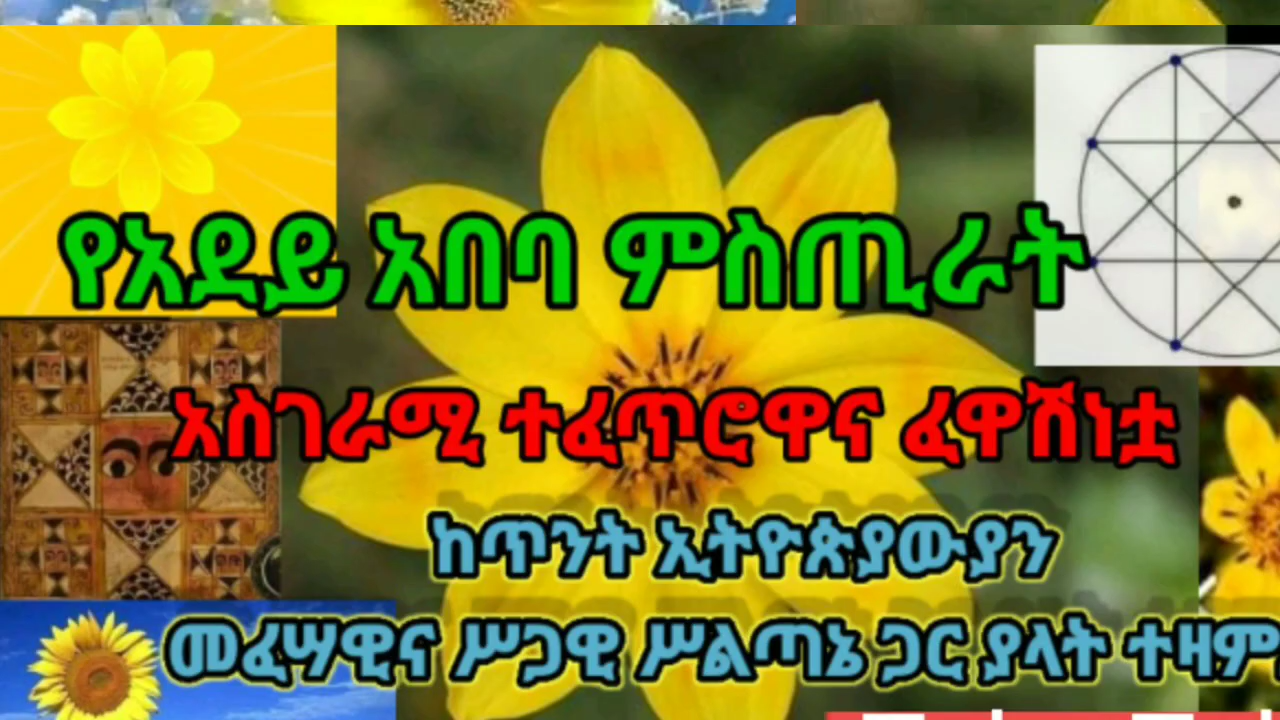 የአደይ አበባ ምስጢራት
አስገራሚ ተፈጥሮዋና ፈዋሽነቷ
ከጥንት ኢትዮጵያውያን
መፈሣዊና ሥጋዊ ሥልጣኔ ጋር ያላት ተዛም